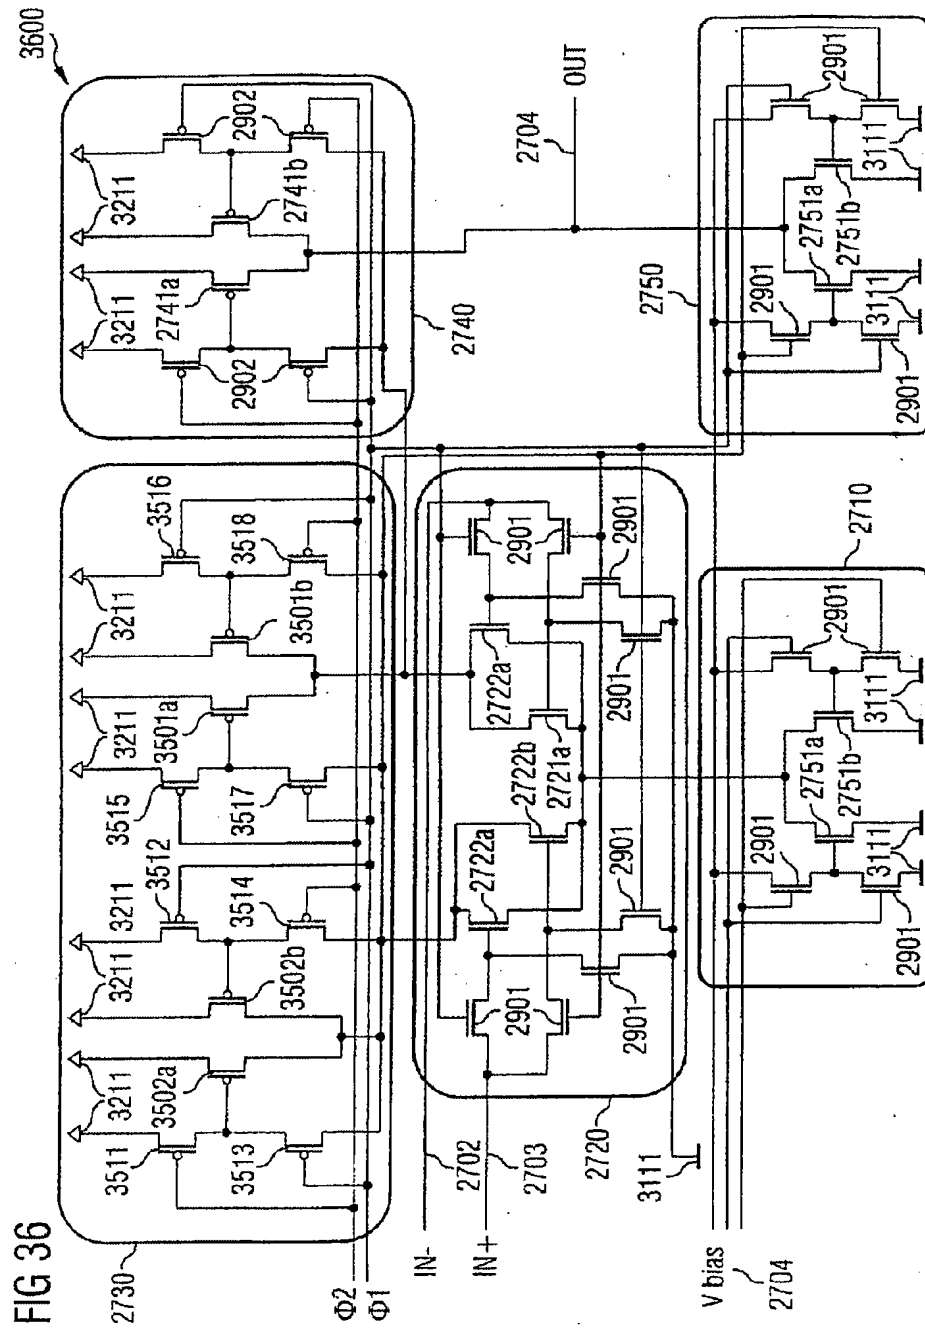 FIG 36
3600
2730
3211
3211
3211
3211
3211
3211
3211
3511
3502a
3502b
3512
3515
3501a
3501b
3516
3513
3514
3517
3518
2902
2741a
2741b
2902
2740
Φ2
Φ1
IN-
2702
IN+
2703
2901
2722a
2722b
2721a
2722a
2901
2901
2901
2901
2901
2720
3111
2704
OUT
V bias
2704
2710
2901
2751a
2751b
2901
3111
3111
2901
2750
2901
2751a
2751b
2901
3111
3111
2901